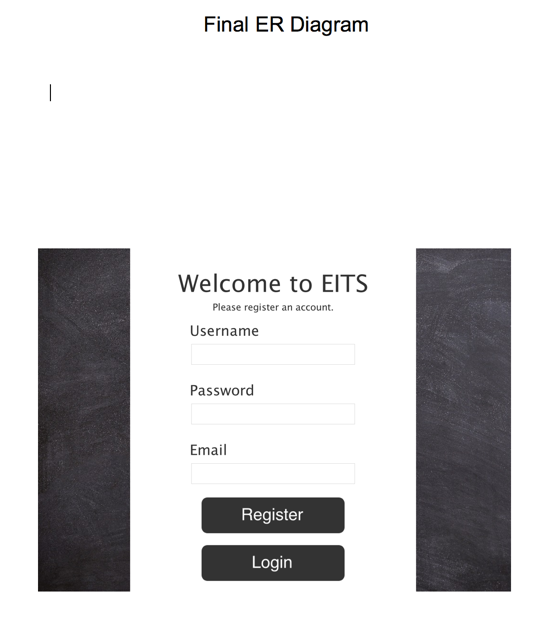 Final ER Diagram
Welcome to EITS
Please register an account.
Username
Password
Email
Register
Login